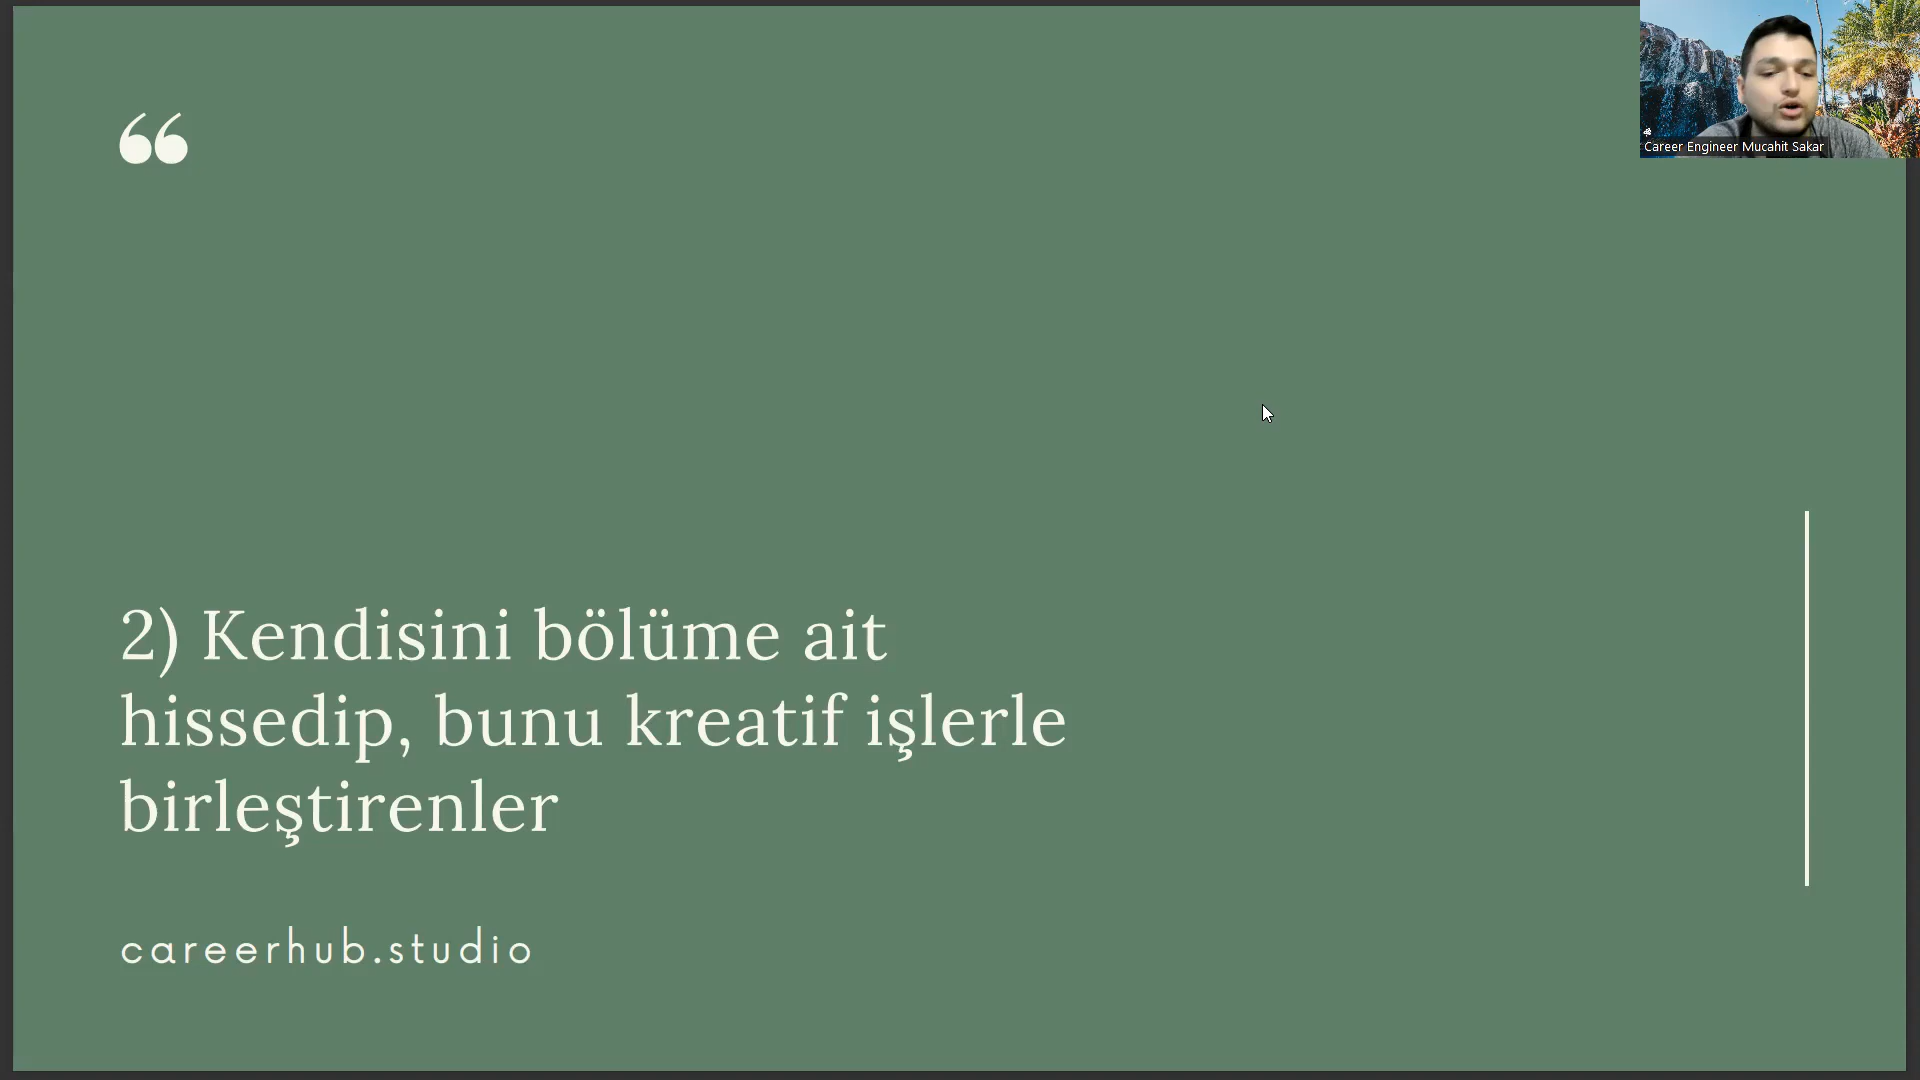 Career Engineer Mucahit Sakar
2) Kendisini bölüme ait
hissedip, bunu kreatif işlerle
birleştirenler
careerhub.studio